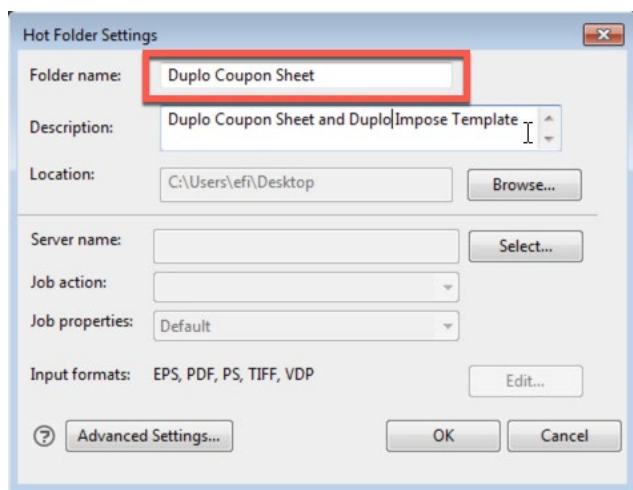 Hot Folder Settings
Folder name: Duplo Coupon Sheet
Description: Duplo Coupon Sheet and Duplo Impose Template
Location: C:\Users\efi\Desktop Browse...
Server name: Select...
Job action:
Job properties: Default
Input formats: EPS, PDF, PS, TIFF, VDP Edit...
? Advanced Settings... OK Cancel